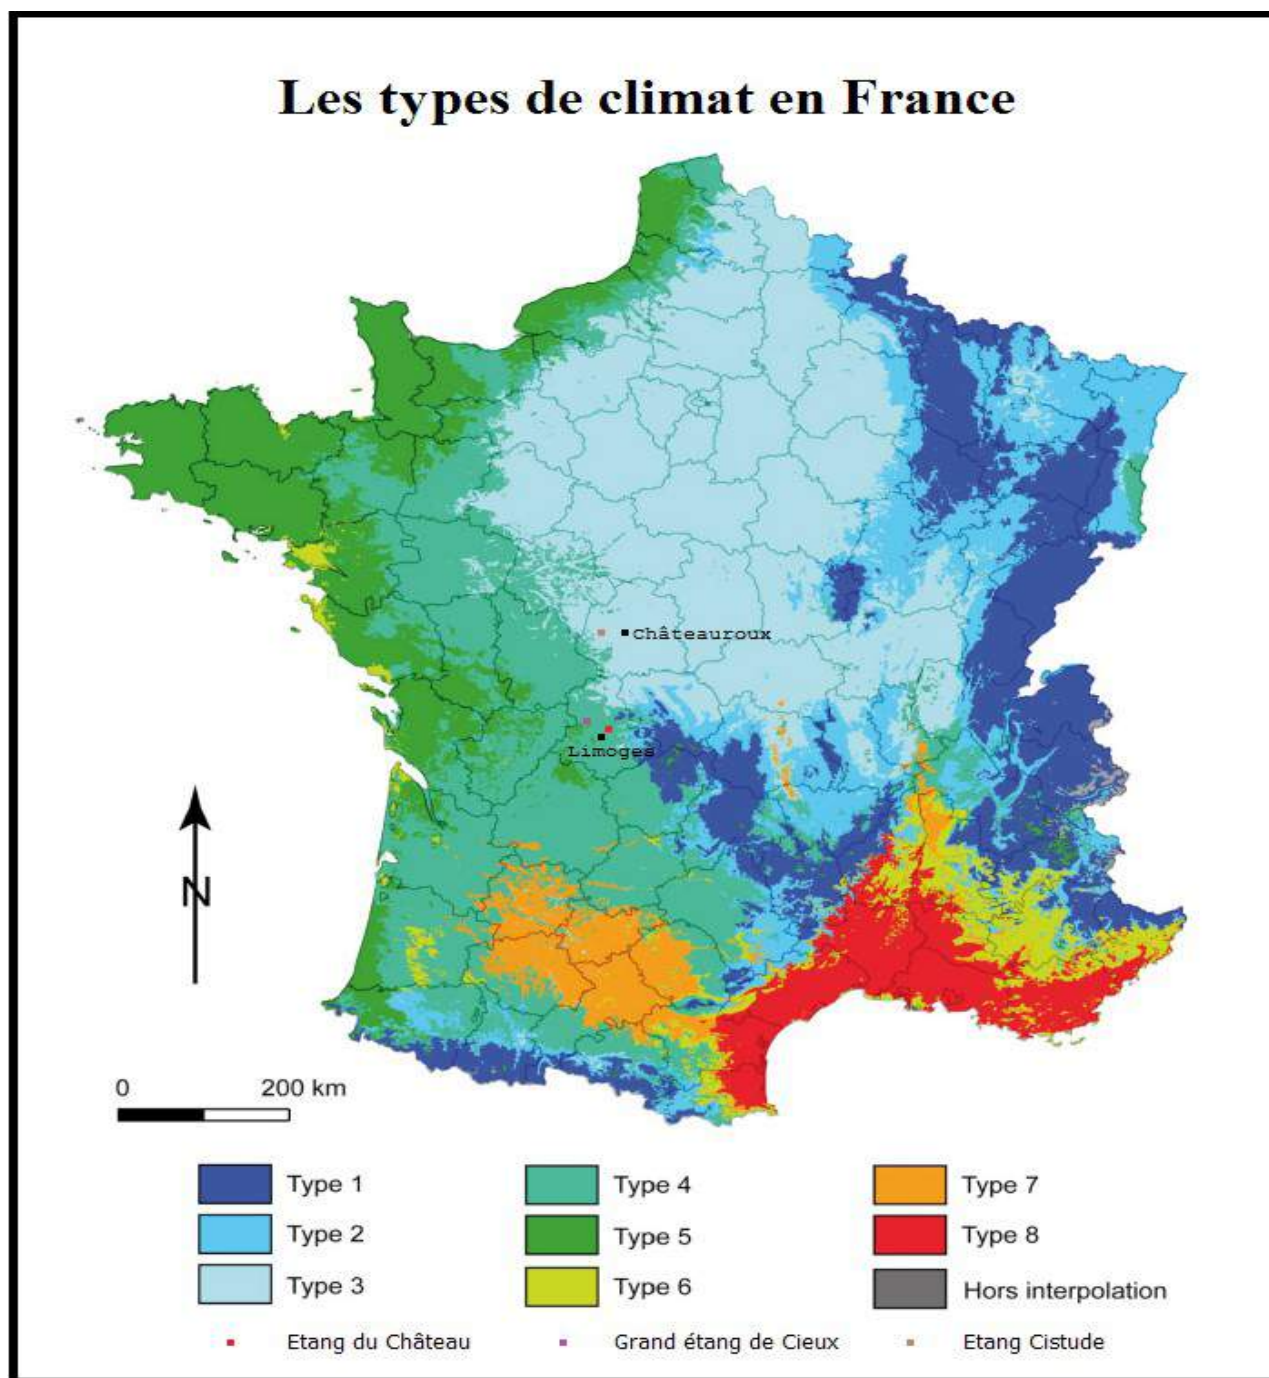 Les types de climat en France
Châteauroux
Limoges
N
0 200 km
Type 1 Type 4 Type 7
Type 2 Type 5 Type 8
Type 3 Type 6 Hors interpolation
Etang du Château Grand étang de Cieux Etang Cistude